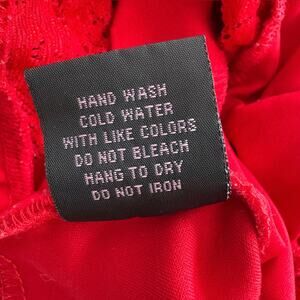 HAND WASH
COLD WATER
WITH LIKE COLORS
DO NOT BLEACH
HANG TO DRY
DO NOT IRON